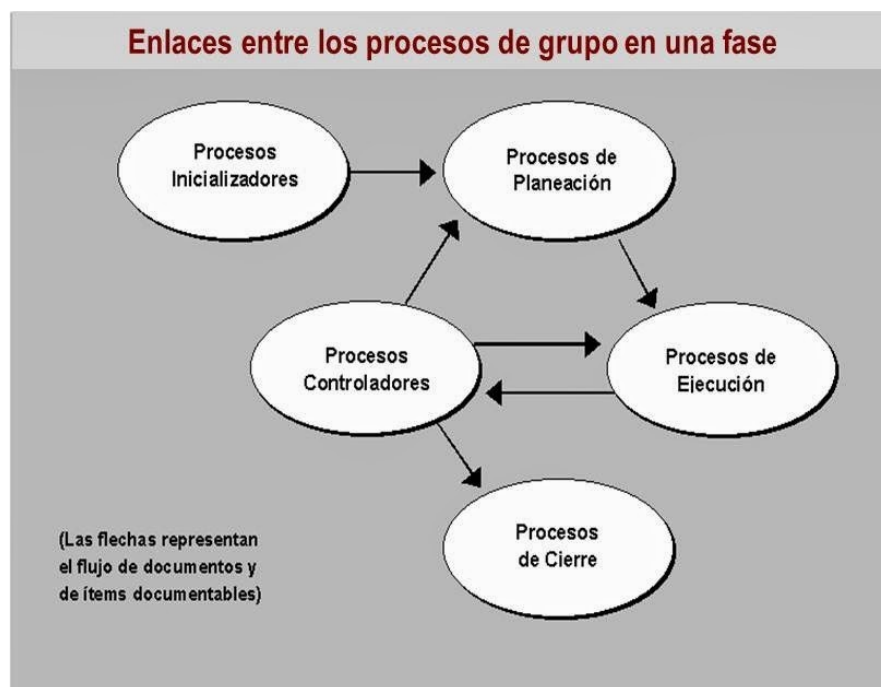 Enlaces entre los procesos de grupo en una fase
Procesos
Inicializadores
Procesos de
Planeación
Procesos
Controladores
Procesos de
Ejecución
Procesos
de Cierre
(Las flechas representan
el flujo de documentos y
de ítems documentables)